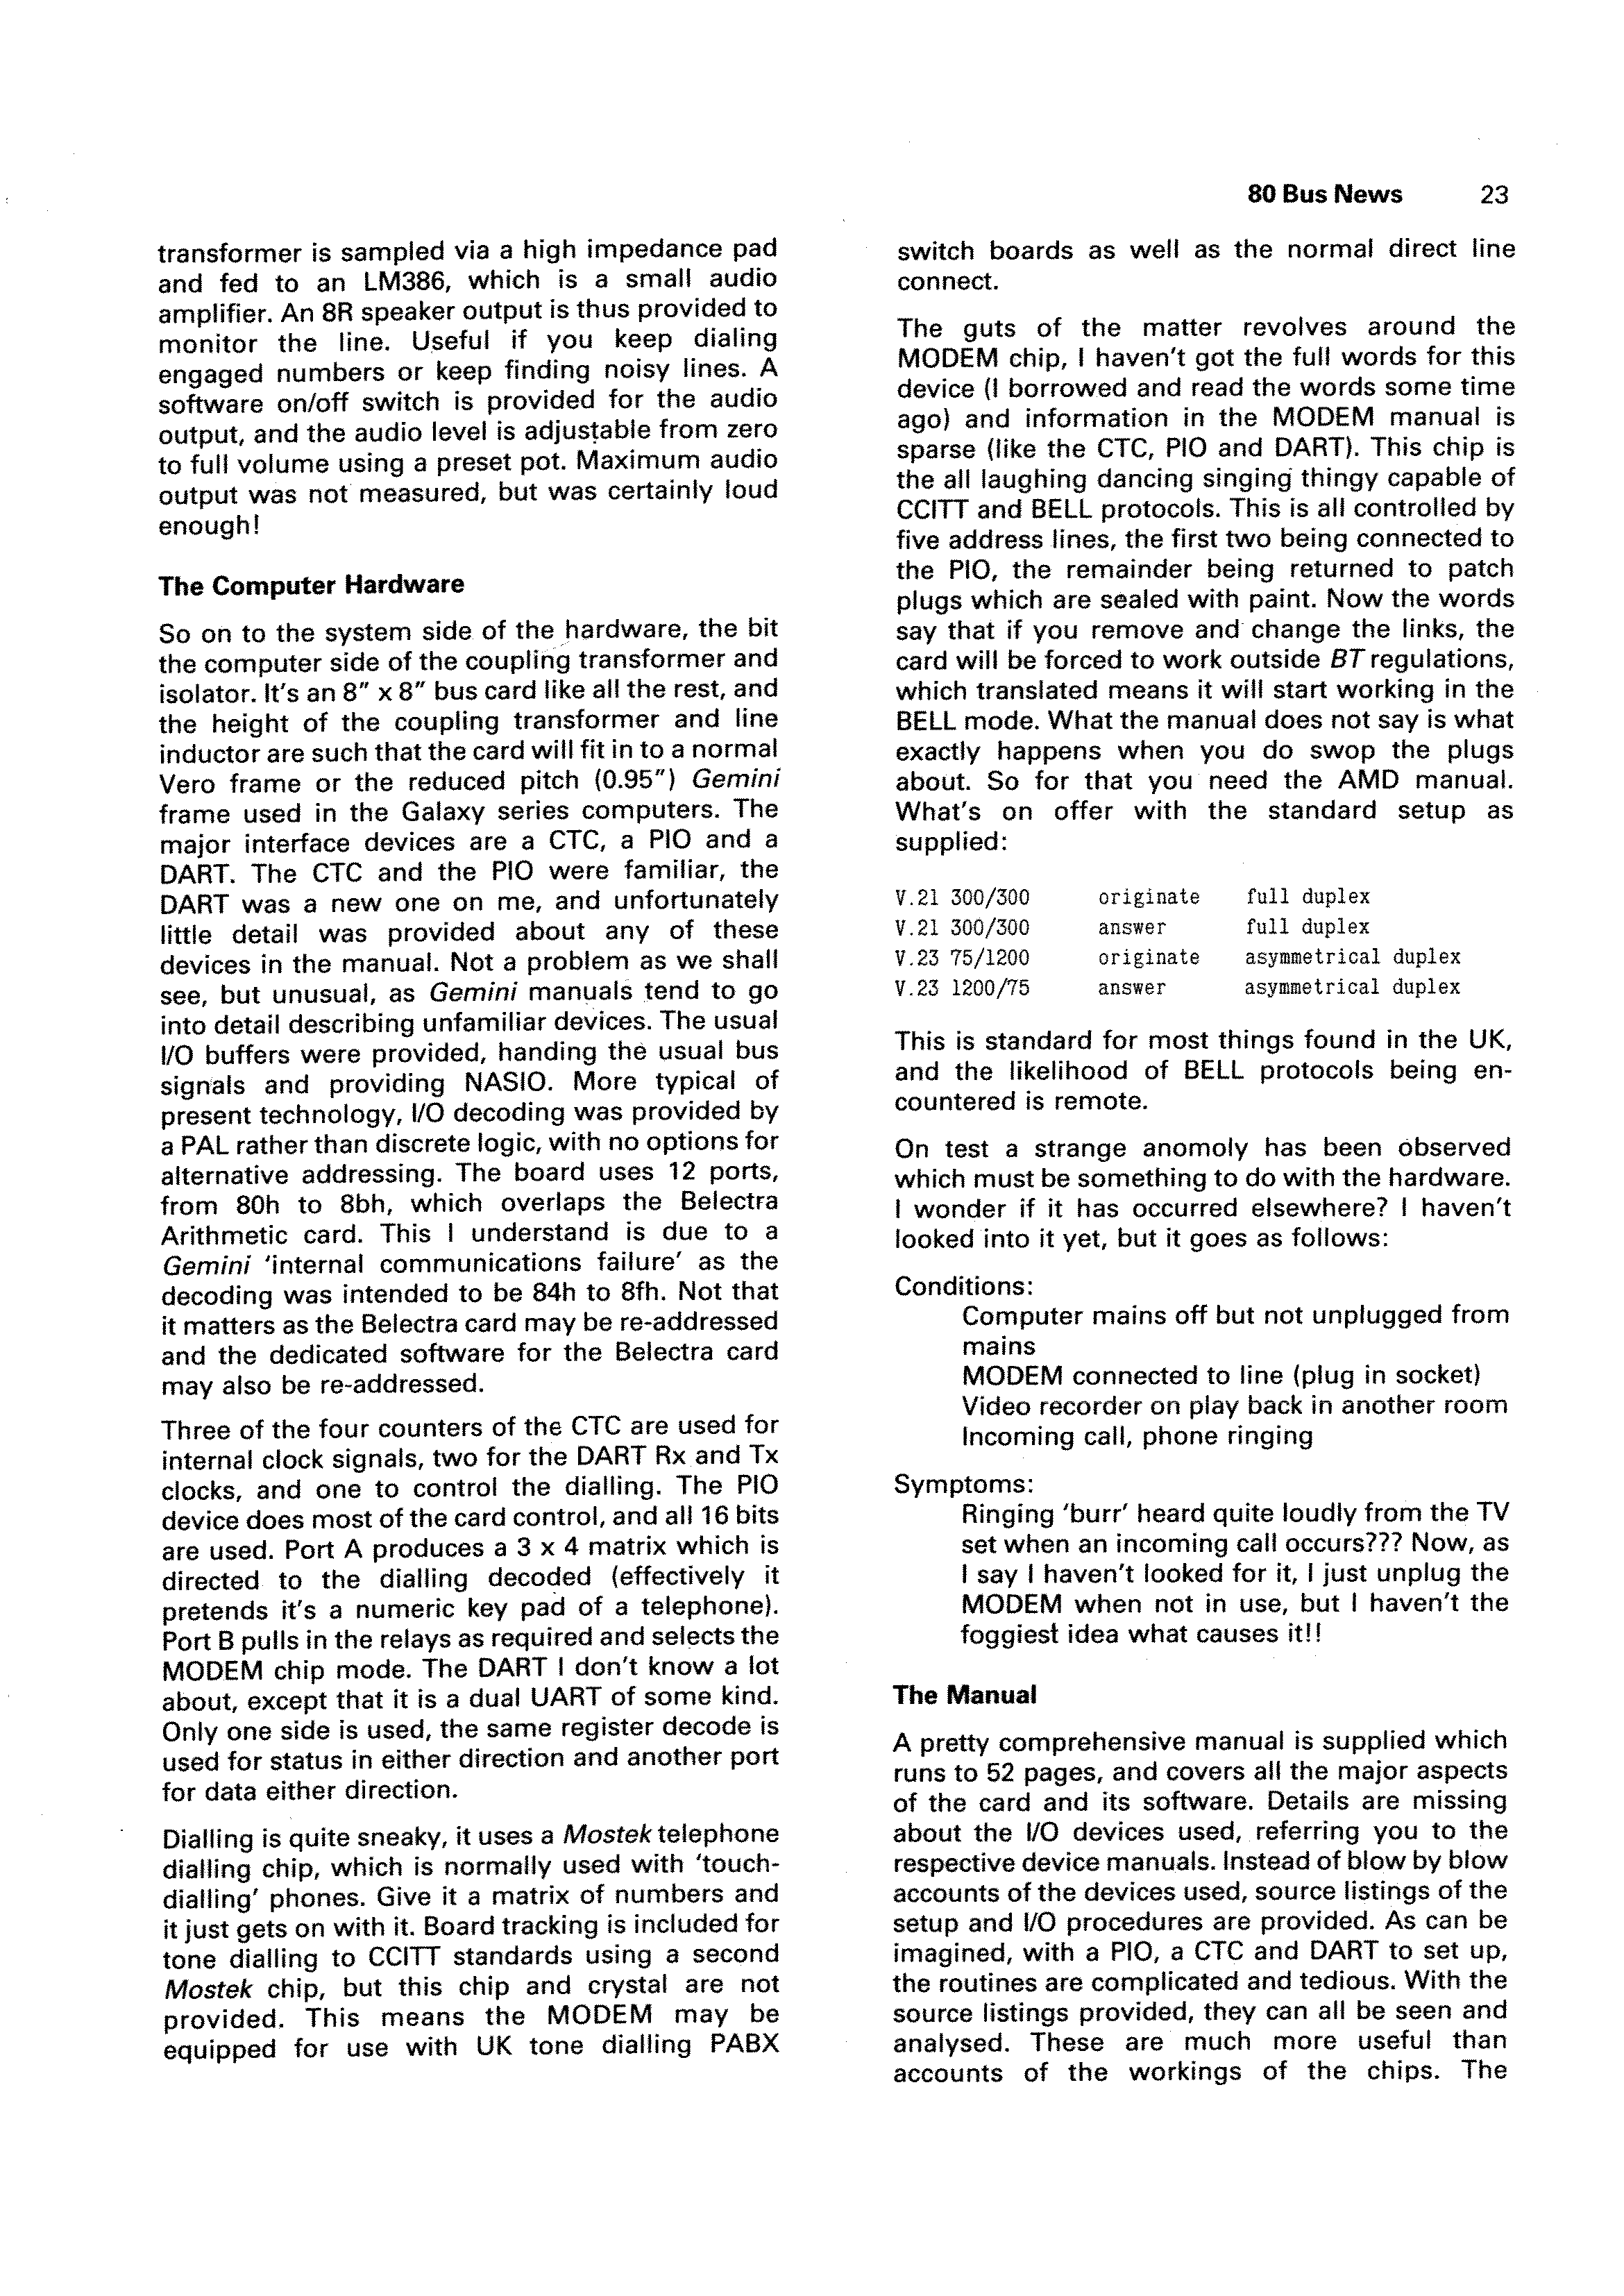 80 Bus News 23
transformer is sampled via a high impedance pad
and fed to an LM386, which is a small audio
amplifier. An 8R speaker output is thus provided to
monitor the line. Useful if you keep dialing
engaged numbers or keep finding noisy lines. A
software on/off switch is provided for the audio
output, and the audio level is adjustable from zero
to full volume using a preset pot. Maximum audio
output was not measured, but was certainly loud
enough!
The Computer Hardware
So on to the system side of the hardware, the bit
the computer side of the coupling transformer and
isolator. It's an 8" x 8" bus card like all the rest, and
the height of the coupling transformer and line
inductor are such that the card will fit in to a normal
Vero frame or the reduced pitch (0.95") Gemini
frame used in the Galaxy series computers. The
major interface devices are a CTC, a PIO and a
DART. The CTC and the PIO were familiar, the
DART was a new one on me, and unfortunately
little detail was provided about any of these
devices in the manual. Not a problem as we shall
see, but unusual, as Gemini manuals tend to go
into detail describing unfamiliar devices. The usual
I/O buffers were provided, handing the usual bus
signals and providing NASIO. More typical of
present technology, I/O decoding was provided by
a PAL rather than discrete logic, with no options for
alternative addressing. The board uses 12 ports,
from 80h to 8bh, which overlaps the Belectra
Arithmetic card. This I understand is due to a
Gemini 'internal communications failure' as the
decoding was intended to be 84h to 8fh. Not that
it matters as the Belectra card may be re-addressed
and the dedicated software for the Belectra card
may also be re-addressed.
Three of the four counters of the CTC are used for
internal clock signals, two for the DART Rx and Tx
clocks, and one to control the dialling. The PIO
device does most of the card control, and all 16 bits
are used. Port A produces a 3 x 4 matrix which is
directed to the dialling decoded (effectively it
pretends it's a numeric key pad of a telephone).
Port B pulls in the relays as required and selects the
MODEM chip mode. The DART I don't know a lot
about, except that it is a dual UART of some kind.
Only one side is used, the same register decode is
used for status in either direction and another port
for data either direction.
Dialling is quite sneaky, it uses a Mostek telephone
dialling chip, which is normally used with 'touch-
dialling' phones. Give it a matrix of numbers and
it just gets on with it. Board tracking is included for
tone dialling to CCITT standards using a second
Mostek chip, but this chip and crystal are not
provided. This means the MODEM may be
equipped for use with UK tone dialling PABX
switch boards as well as the normal direct line
connect.
The guts of the matter revolves around the
MODEM chip, I haven't got the full words for this
device (I borrowed and read the words some time
ago) and information in the MODEM manual is
sparse (like the CTC, PIO and DART). This chip is
the all laughing dancing singing thingy capable of
CCITT and BELL protocols. This is all controlled by
five address lines, the first two being connected to
the PIO, the remainder being returned to patch
plugs which are sealed with paint. Now the words
say that if you remove and change the links, the
card will be forced to work outside BT regulations,
which translated means it will start working in the
BELL mode. What the manual does not say is what
exactly happens when you do swop the plugs
about. So for that you need the AMD manual.
What's on offer with the standard setup as
supplied:
V.21 300/300 originate full duplex
V.21 300/300 answer full duplex
V.23 75/1200 originate asymmetrical duplex
V.23 1200/75 answer asymmetrical duplex
This is standard for most things found in the UK,
and the likelihood of BELL protocols being en-
countered is remote.
On test a strange anomoly has been observed
which must be something to do with the hardware.
I wonder if it has occurred elsewhere? I haven't
looked into it yet, but it goes as follows:
Conditions:
Computer mains off but not unplugged from
mains
MODEM connected to line (plug in socket)
Video recorder on play back in another room
Incoming call, phone ringing
Symptoms:
Ringing 'burr' heard quite loudly from the TV
set when an incoming call occurs??? Now, as
I say I haven't looked for it, I just unplug the
MODEM when not in use, but I haven't the
foggiest idea what causes it!!
The Manual
A pretty comprehensive manual is supplied which
runs to 52 pages, and covers all the major aspects
of the card and its software. Details are missing
about the I/O devices used, referring you to the
respective device manuals. Instead of blow by blow
accounts of the devices used, source listings of the
setup and I/O procedures are provided. As can be
imagined, with a PIO, a CTC and DART to set up,
the routines are complicated and tedious. With the
source listings provided, they can all be seen and
analysed. These are much more useful than
accounts of the workings of the chips. The